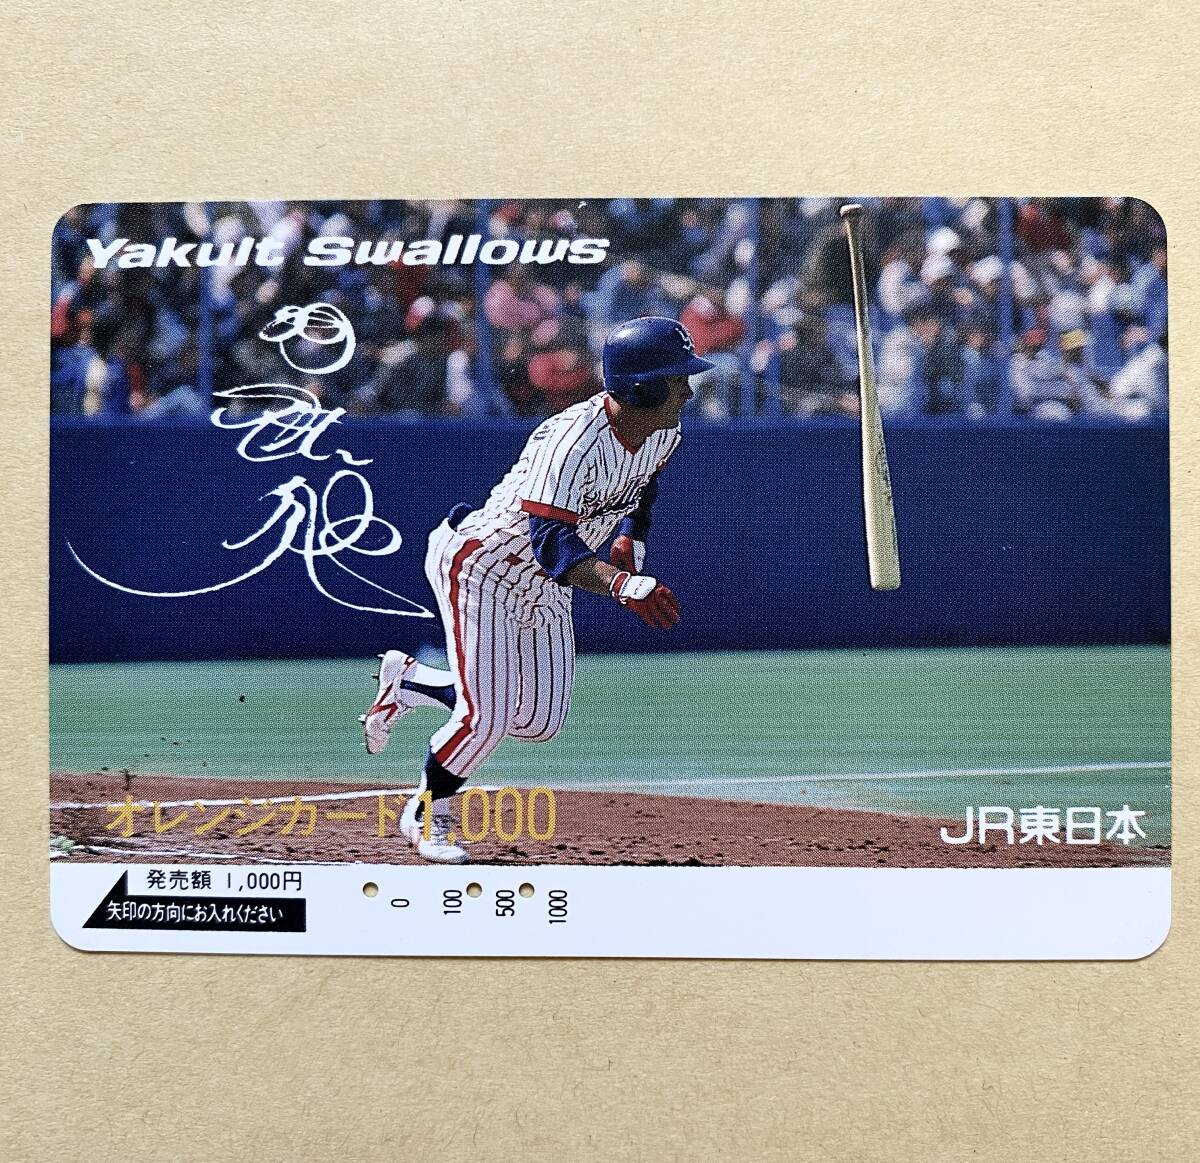 Yakult Swallows
オレンジカード1,000
JR東日本
発売額 1,000円
矢印の方向にお入れください
0 100 500 1000